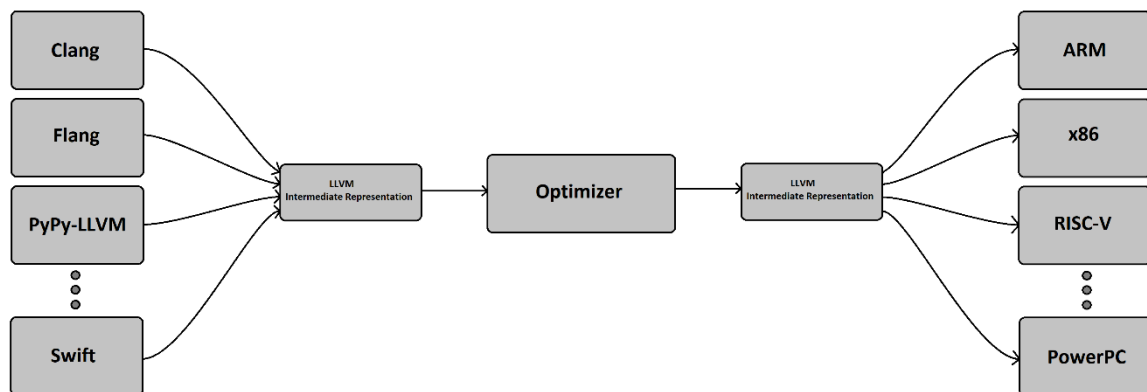 Clang
Flang
PyPy-LLVM
Swift
LLVM
Intermediate Representation
Optimizer
LLVM
Intermediate Representation
ARM
x86
RISC-V
PowerPC